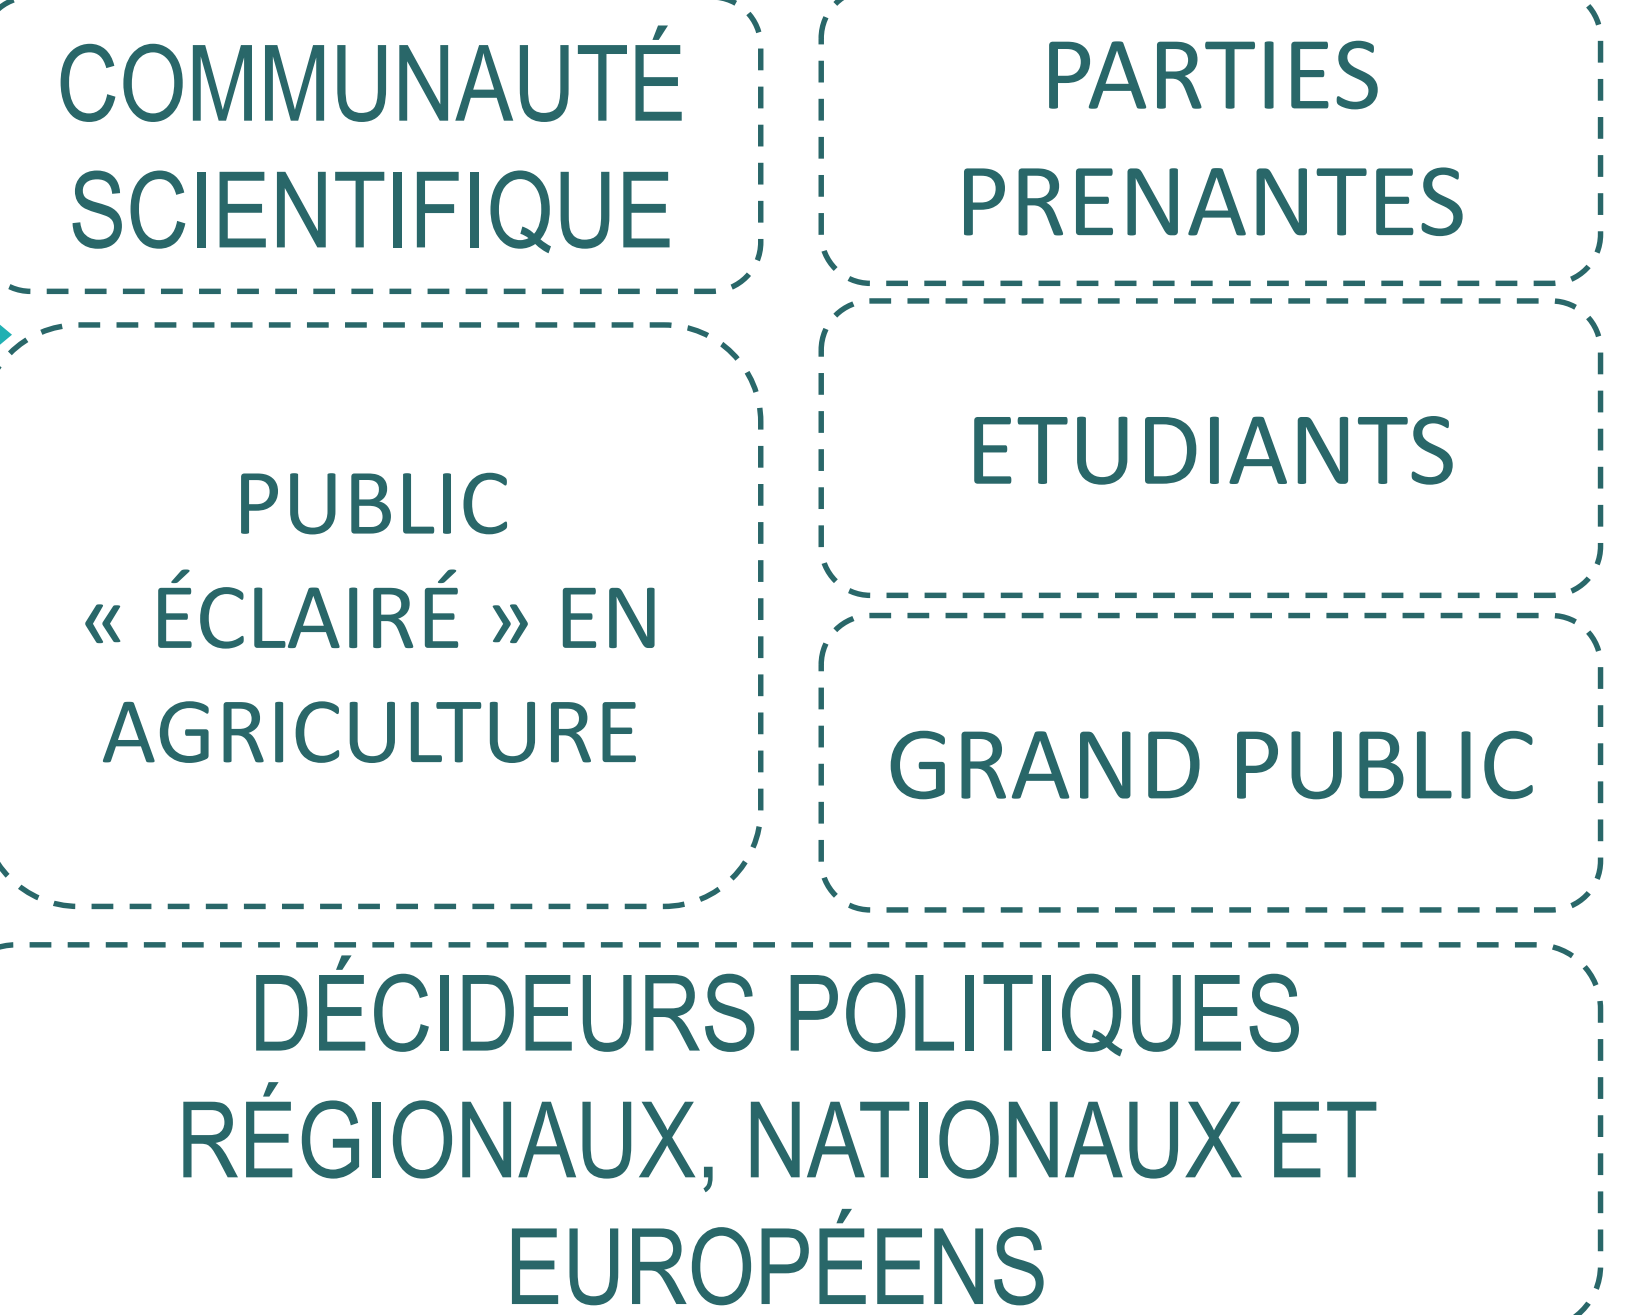 COMMUNAUTÉ
SCIENTIFIQUE
PARTIES
PRENANTES
PUBLIC
« ÉCLAIRÉ » EN
AGRICULTURE
ETUDIANTS
GRAND PUBLIC
DÉCIDEURS POLITIQUES
RÉGIONAUX, NATIONAUX ET
EUROPÉENS